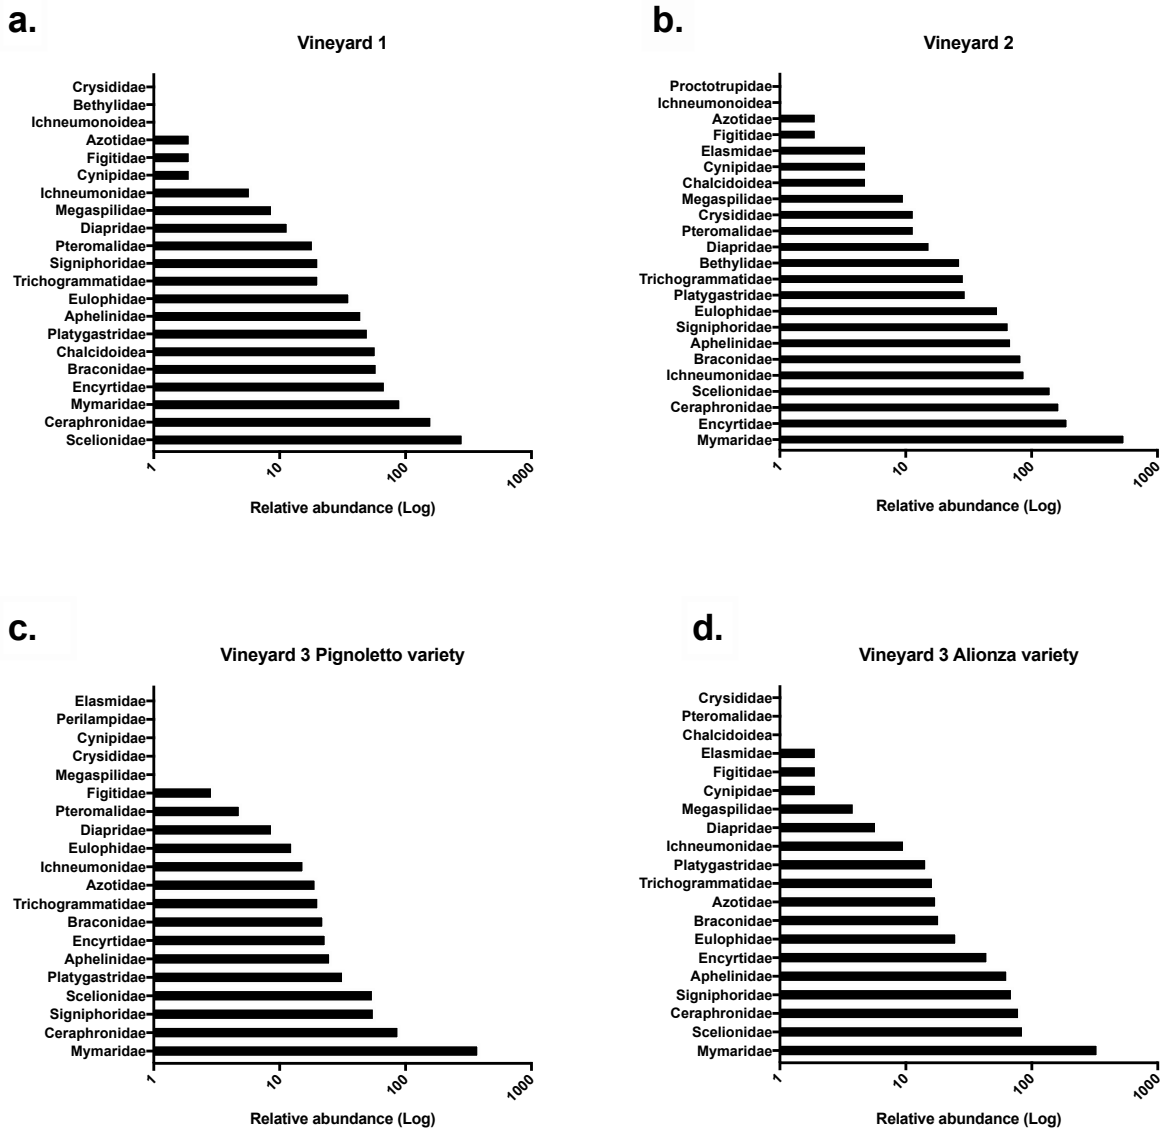 a.
Vineyard 1
Crysididae
Bethylidae
Ichneumonoidea
Azotidae
Figitidae
Cynipidae
Ichneumonidae
Megaspilidae
Diapridae
Pteromalidae
Signiphoridae
Trichogrammatidae
Eulophidae
Aphelinidae
Platygastridae
Chalcidoidea
Braconidae
Encyrtidae
Mymaridae
Ceraphronidae
Scelionidae
1
10
100
1000
Relative abundance (Log)
b.
Vineyard 2
Proctotrupidae
Ichneumonoidea
Azotidae
Figitidae
Elasmidae
Cynipidae
Chalcidoidea
Megaspilidae
Crysididae
Pteromalidae
Diapridae
Bethylidae
Trichogrammatidae
Platygastridae
Eulophidae
Signiphoridae
Aphelinidae
Braconidae
Ichneumonidae
Scelionidae
Ceraphronidae
Encyrtidae
Mymaridae
1
10
100
1000
Relative abundance (Log)
c.
Vineyard 3 Pignoletto variety
Elasmidae
Perilampidae
Cynipidae
Crysididae
Megaspilidae
Figitidae
Pteromalidae
Diapridae
Eulophidae
Ichneumonidae
Azotidae
Trichogrammatidae
Braconidae
Encyrtidae
Aphelinidae
Platygastridae
Scelionidae
Signiphoridae
Ceraphronidae
Mymaridae
1
10
100
1000
Relative abundance (Log)
d.
Vineyard 3 Alionza variety
Crysididae
Pteromalidae
Chalcidoidea
Elasmidae
Figitidae
Cynipidae
Megaspilidae
Diapridae
Ichneumonidae
Platygastridae
Trichogrammatidae
Azotidae
Braconidae
Eulophidae
Encyrtidae
Aphelinidae
Signiphoridae
Ceraphronidae
Scelionidae
Mymaridae
1
10
100
1000
Relative abundance (Log)